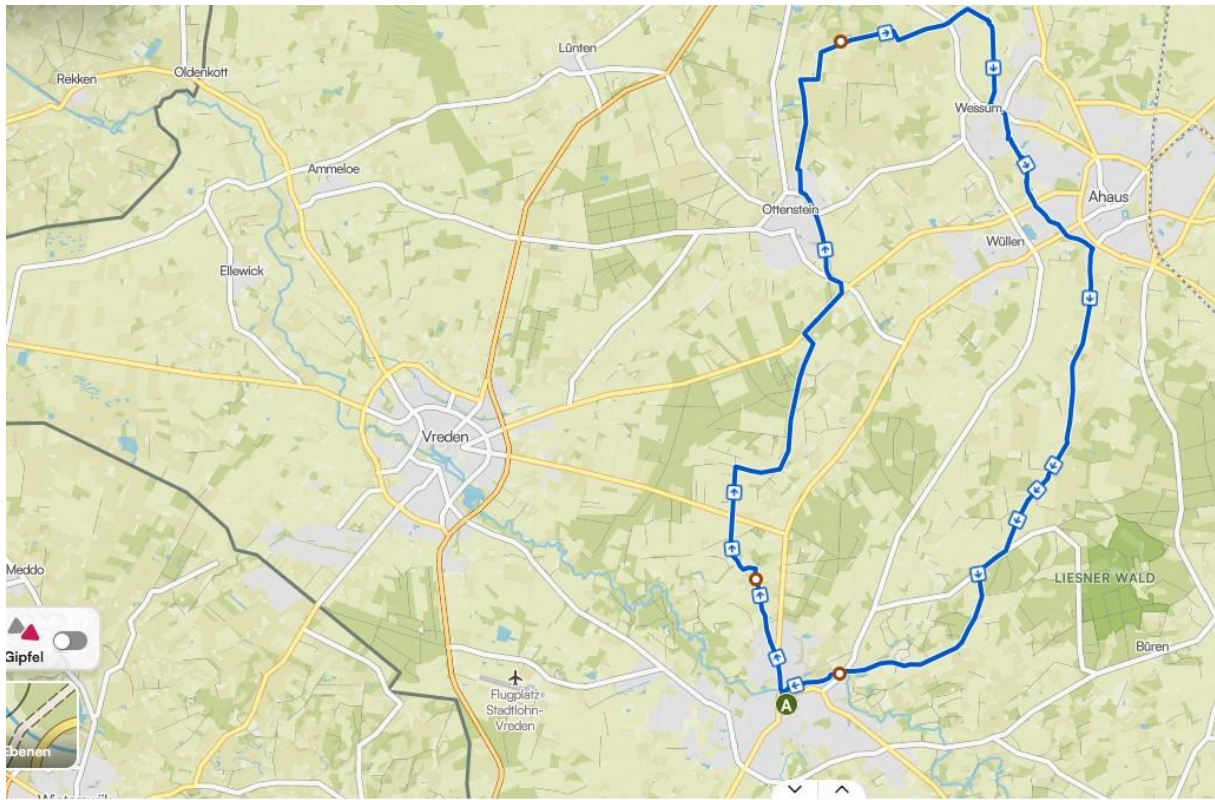 Lünten
Rekken
Oldenkott
Wessum
Ammeloe
Ahaus
Ottenstein
Wüllen
Ellewick
Vreden
Meddo
LIESNER WALD
Büren
Gipfel
Flugplatz
Stadtlohn-
Vreden
A
Ebenen